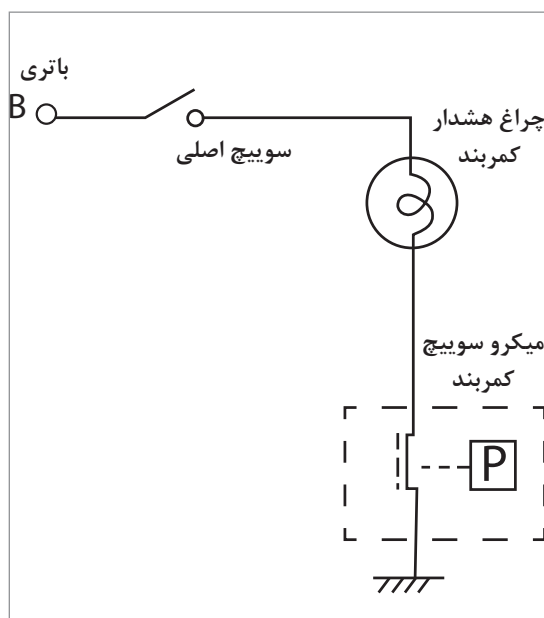 باتری
B
سوییچ اصلی
چراغ هشدار
کمربند
میکرو سوییچ
کمربند
P